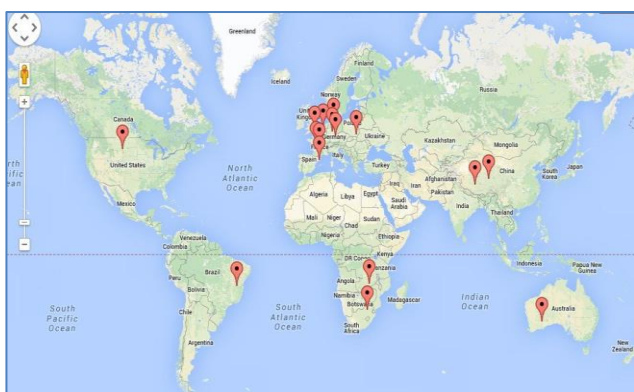 Greenland
Iceland
Finland
Sweden
Norway
Russia
United
Kingdom
Canada
Germany
Ukraine
Kazakhstan
Mongolia
United States
Spain
Italy
Turkey
Afghanistan
China
South
Korea
Japan
North
Atlantic
Ocean
Iraq
Iran
Pakistan
Algeria
Libya
Egypt
Saudi
Arabia
India
Mexico
Mali
Niger
Chad
Sudan
Thailand
Nigeria
Ethiopia
Venezuela
Colombia
DR Congo
Kenya
Tanzania
Indonesia
Papua New
Guinea
Peru
Brazil
Bolivia
Angola
Namibia
Botswana
Madagascar
South
Pacific
Ocean
Chile
South
Atlantic
Ocean
Indian
Ocean
Australia
South
Africa
Argentina
New
Zealand